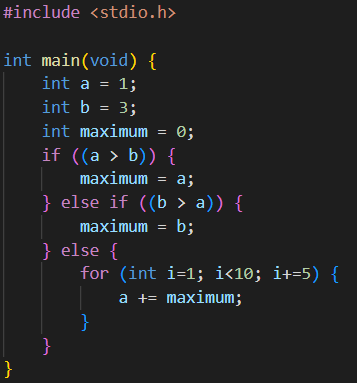 #include <stdio.h>

int main(void) {
    int a = 1;
    int b = 3;
    int maximum = 0;
    if ((a > b)) {
        maximum = a;
    } else if ((b > a)) {
        maximum = b;
    } else {
        for (int i=1; i<10; i+=5) {
            a += maximum;
        }
    }
}